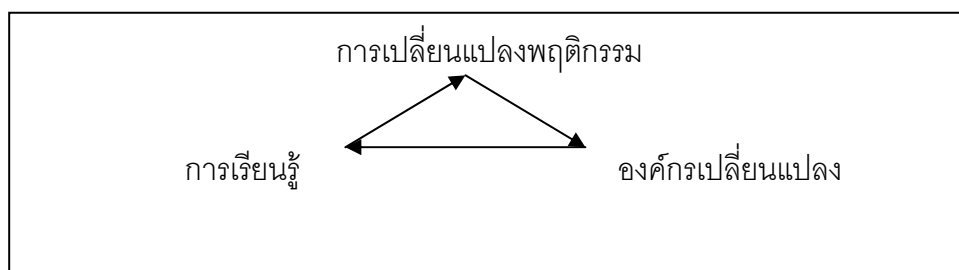 การเปลี่ยนแปลงพฤติกรรม
การเรียนรู้ องค์กรเปลี่ยนแปลง